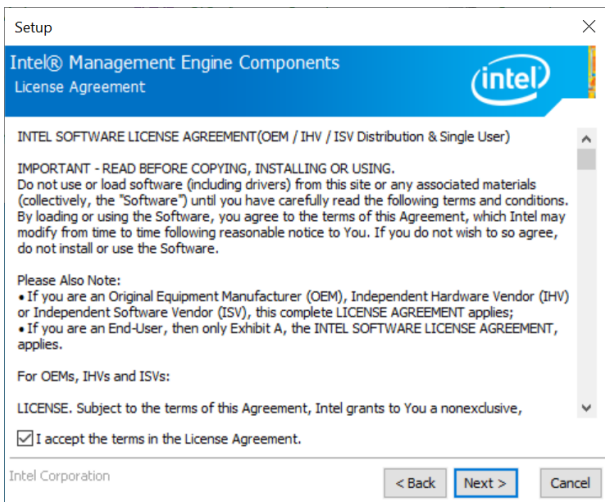 Setup
Intel® Management Engine Components
License Agreement
intel
INTEL SOFTWARE LICENSE AGREEMENT(OEM / IHV / ISV Distribution & Single User)
IMPORTANT - READ BEFORE COPYING, INSTALLING OR USING.
Do not use or load software (including drivers) from this site or any associated materials
(collectively, the "Software") until you have carefully read the following terms and conditions.
By loading or using the Software, you agree to the terms of this Agreement, which Intel may
modify from time to time following reasonable notice to You. If you do not wish to so agree,
do not install or use the Software.
Please Also Note:
• If you are an Original Equipment Manufacturer (OEM), Independent Hardware Vendor (IHV)
or Independent Software Vendor (ISV), this complete LICENSE AGREEMENT applies;
• If you are an End-User, then only Exhibit A, the INTEL SOFTWARE LICENSE AGREEMENT,
applies.
For OEMs, IHVs and ISVs:
LICENSE. Subject to the terms of this Agreement, Intel grants to You a nonexclusive,
I accept the terms in the License Agreement.
Intel Corporation
< Back Next > Cancel